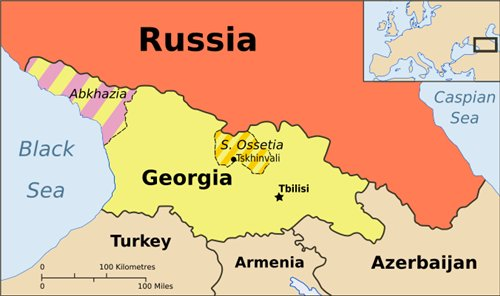 Russia
Abkhazia
Caspian
Sea
Black
Sea
S. Ossetia
Tskhinvali
Georgia
Tbilisi
Turkey
Armenia
Azerbaijan
0 100 Kilometres
0 100 Miles